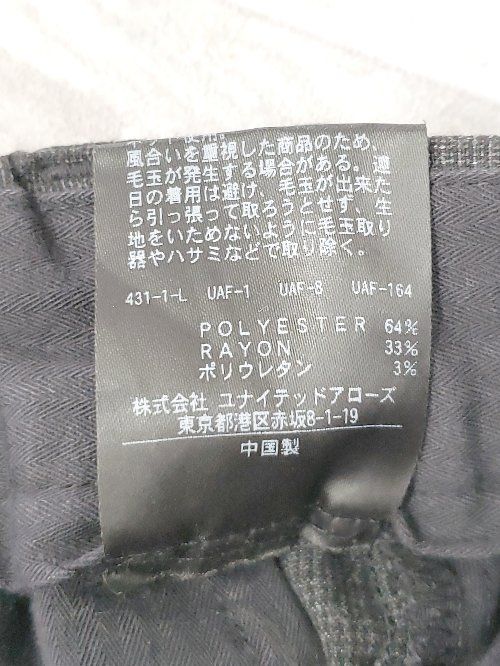 風合いを重視した商品のため、
毛玉が発生する場合がある。連
日の着用は避け、毛玉が出来た
ら引っ張って取ろうとせず、生
地をいためないように毛玉取り
器やハサミなどで取り除く。
431-1-L UAF-1 UAF-8 UAF-164
POLYESTER 64%
RAYON 33%
ポリウレタン 3%
株式会社 ユナイテッドアローズ
東京都港区赤坂8-1-19
中国製